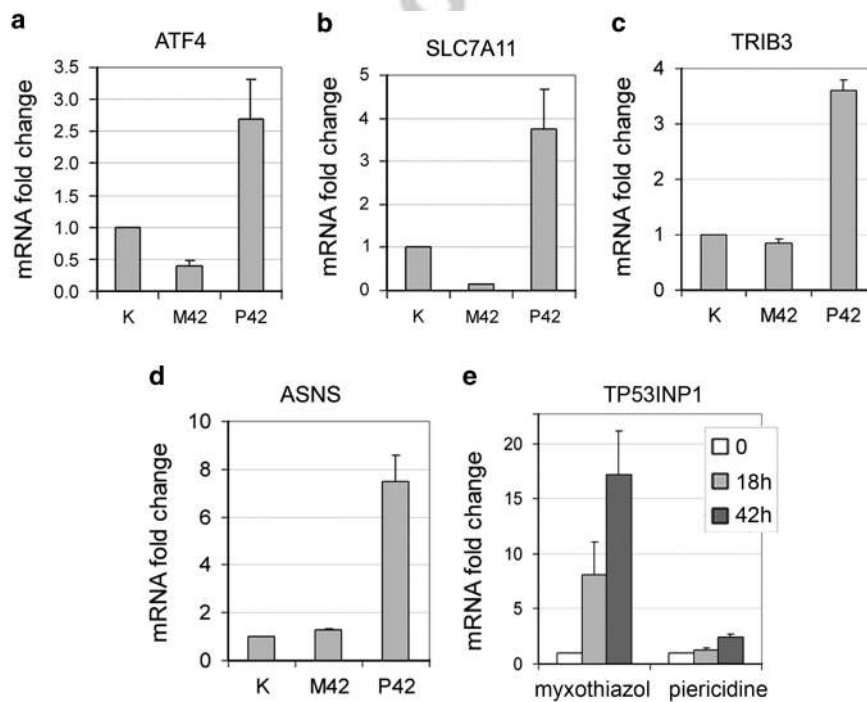 a
ATF4
mRNA fold change
3.5
3.0
2.5
2.0
1.5
1.0
0.5
0.0
K M42 P42
b
SLC7A11
mRNA fold change
5
4
3
2
1
0
K M42 P42
c
TRIB3
mRNA fold change
4
3
2
1
0
K M42 P42
d
ASNS
mRNA fold change
10
8
6
4
2
0
K M42 P42
e
TP53INP1
mRNA fold change
20
15
10
5
0
0
18h
42h
myxothiazol piericidine